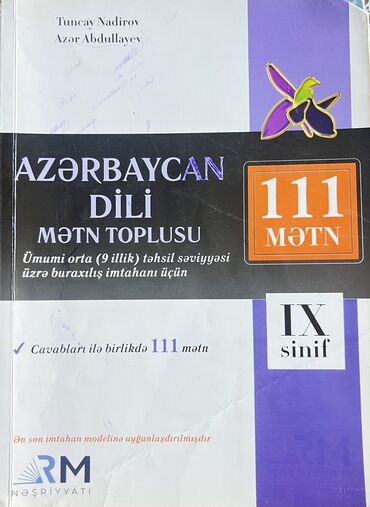 Tuncay Nadirov
Azər Abdullayev
AZƏRBAYCAN
DİLİ
MƏTN TOPLUSU
Ümumi orta (9 illik) təhsil səviyyəsi
üzrə buraxılış imtahanı üçün
111
MƏTN
IX
sinif
✓ Cavabları ilə birlikdə 111 mətn
Ən son imtahan modelinə uyğunlaşdırılmışdır
RM
NƏŞRİYYATI